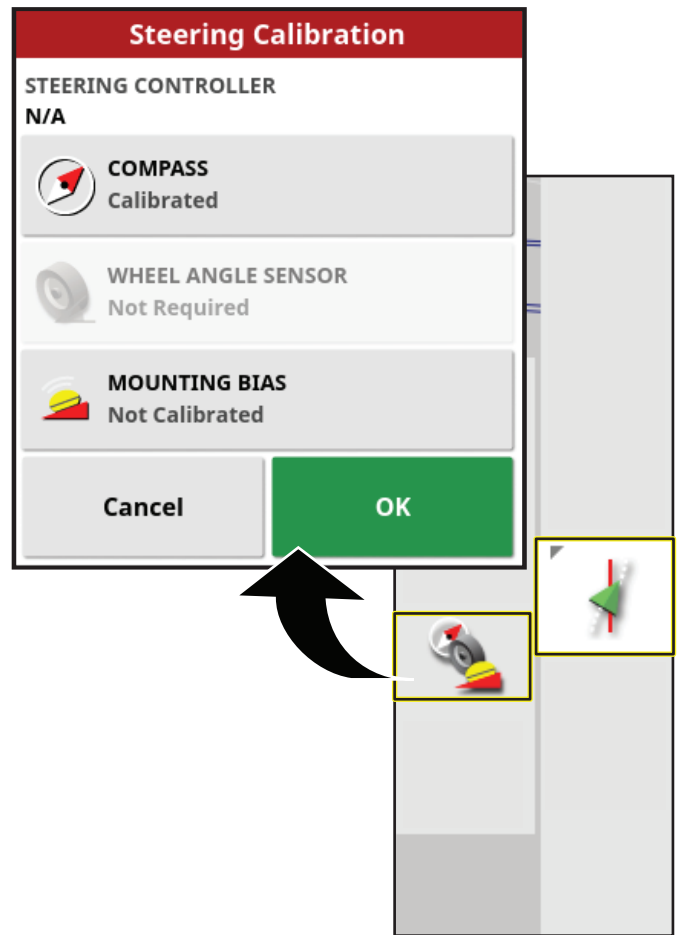 Steering Calibration
STEERING CONTROLLER
N/A
COMPASS
Calibrated
WHEEL ANGLE SENSOR
Not Required
MOUNTING BIAS
Not Calibrated
Cancel
OK